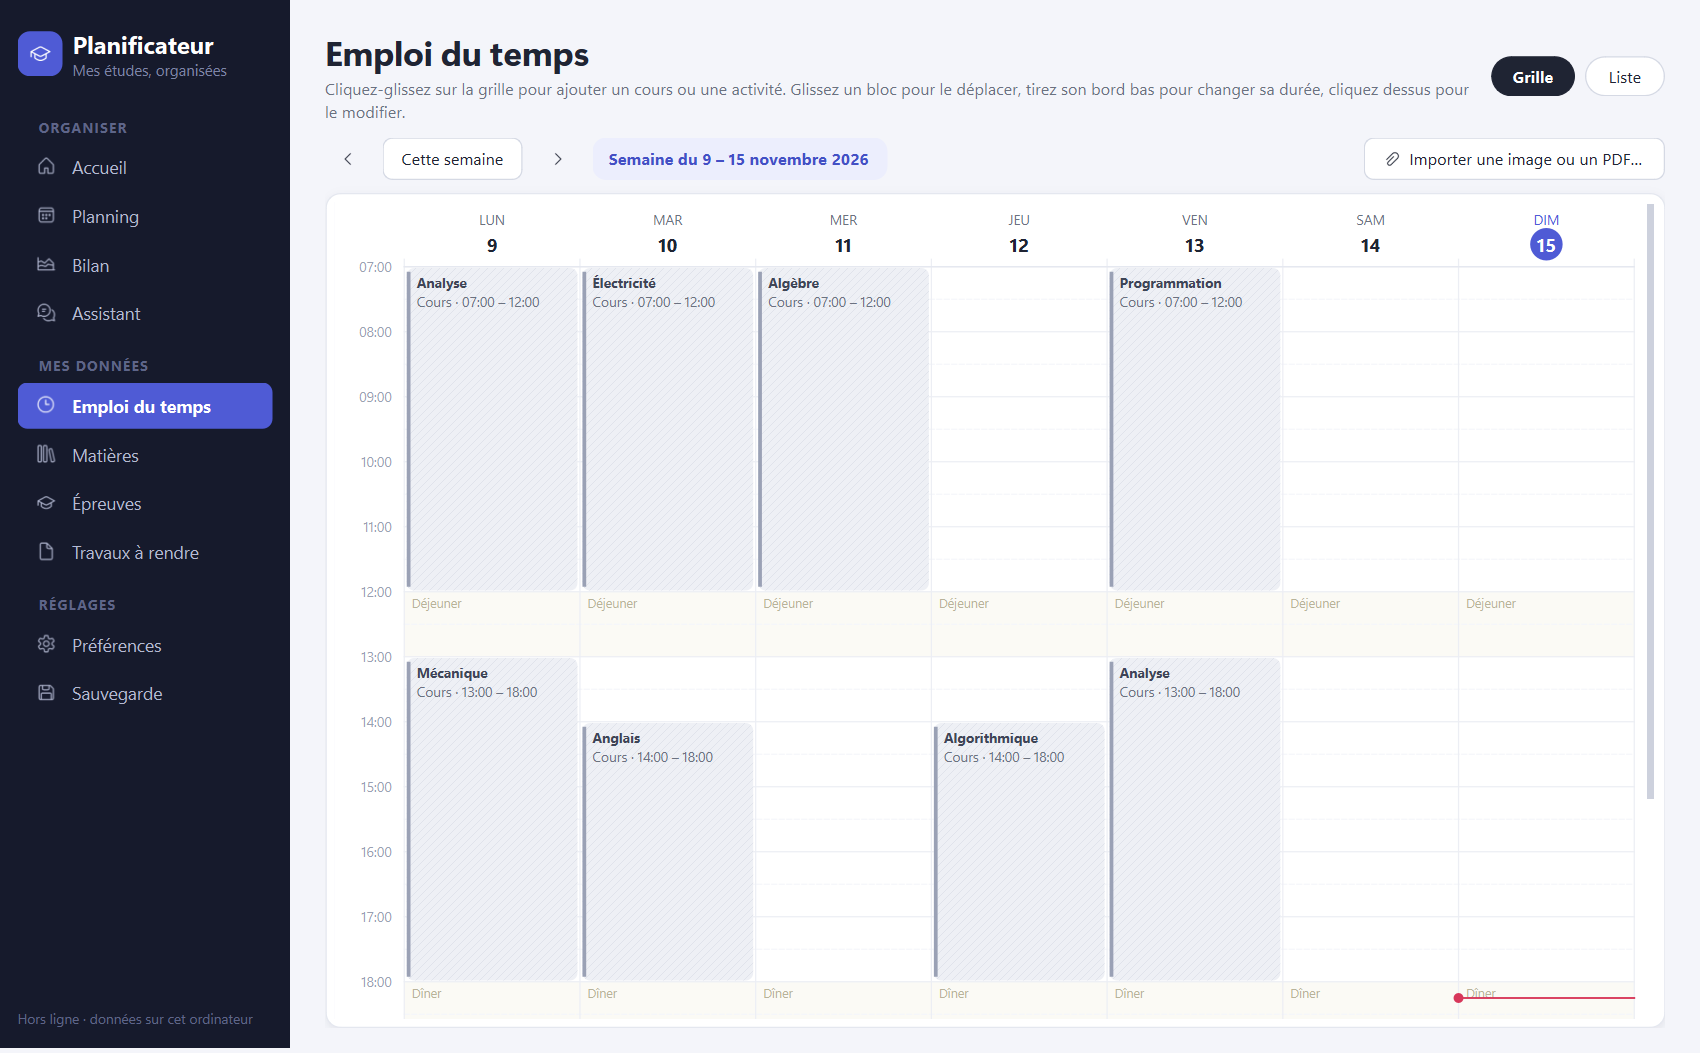 Planificateur
Mes études, organisées
ORGANISER
Accueil
Planning
Bilan
Assistant
MES DONNÉES
Emploi du temps
Matières
Épreuves
Travaux à rendre
RÉGLAGES
Préférences
Sauvegarde
Hors ligne · données sur cet ordinateur
Emploi du temps
Cliquez-glissez sur la grille pour ajouter un cours ou une activité. Glissez un bloc pour le déplacer, tirez son bord bas pour changer sa durée, cliquez dessus pour
le modifier.
Grille
Liste
Cette semaine
Semaine du 9 – 15 novembre 2026
Importer une image ou un PDF...
LUN MAR MER JEU VEN SAM DIM
9 10 11 12 13 14 15
07:00
Analyse
Cours · 07:00 – 12:00
Électricité
Cours · 07:00 – 12:00
Algèbre
Cours · 07:00 – 12:00
Programmation
Cours · 07:00 – 12:00
08:00
09:00
10:00
11:00
12:00
Déjeuner Déjeuner Déjeuner Déjeuner Déjeuner Déjeuner Déjeuner
13:00
Mécanique
Cours · 13:00 – 18:00
Analyse
Cours · 13:00 – 18:00
14:00
Anglais
Cours · 14:00 – 18:00
Algorithmique
Cours · 14:00 – 18:00
15:00
16:00
17:00
18:00
Dîner Dîner Dîner Dîner Dîner Dîner Dîner